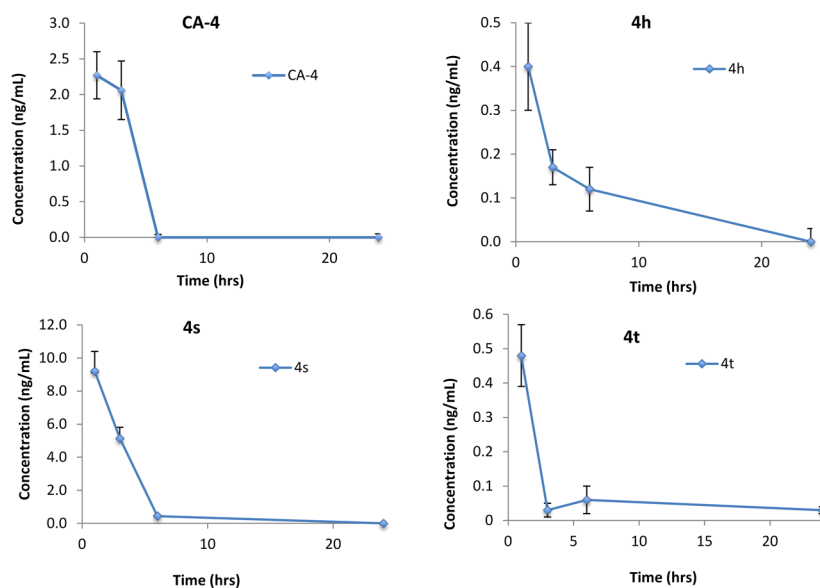 CA-4
3.0
2.5
2.0
1.5
1.0
0.5
0.0
0
10
20
Concentration (ng/mL)
Time (hrs)
CA-4
4h
0.5
0.4
0.3
0.2
0.1
0.0
0
10
20
Concentration (ng/mL)
Time (hrs)
4h
4s
12.0
10.0
8.0
6.0
4.0
2.0
0.0
0
10
20
Concentration (ng/mL)
Time (hrs)
4s
4t
0.6
0.5
0.4
0.3
0.2
0.1
0
0
5
10
15
20
Concentration (ng/mL)
Time (hrs)
4t